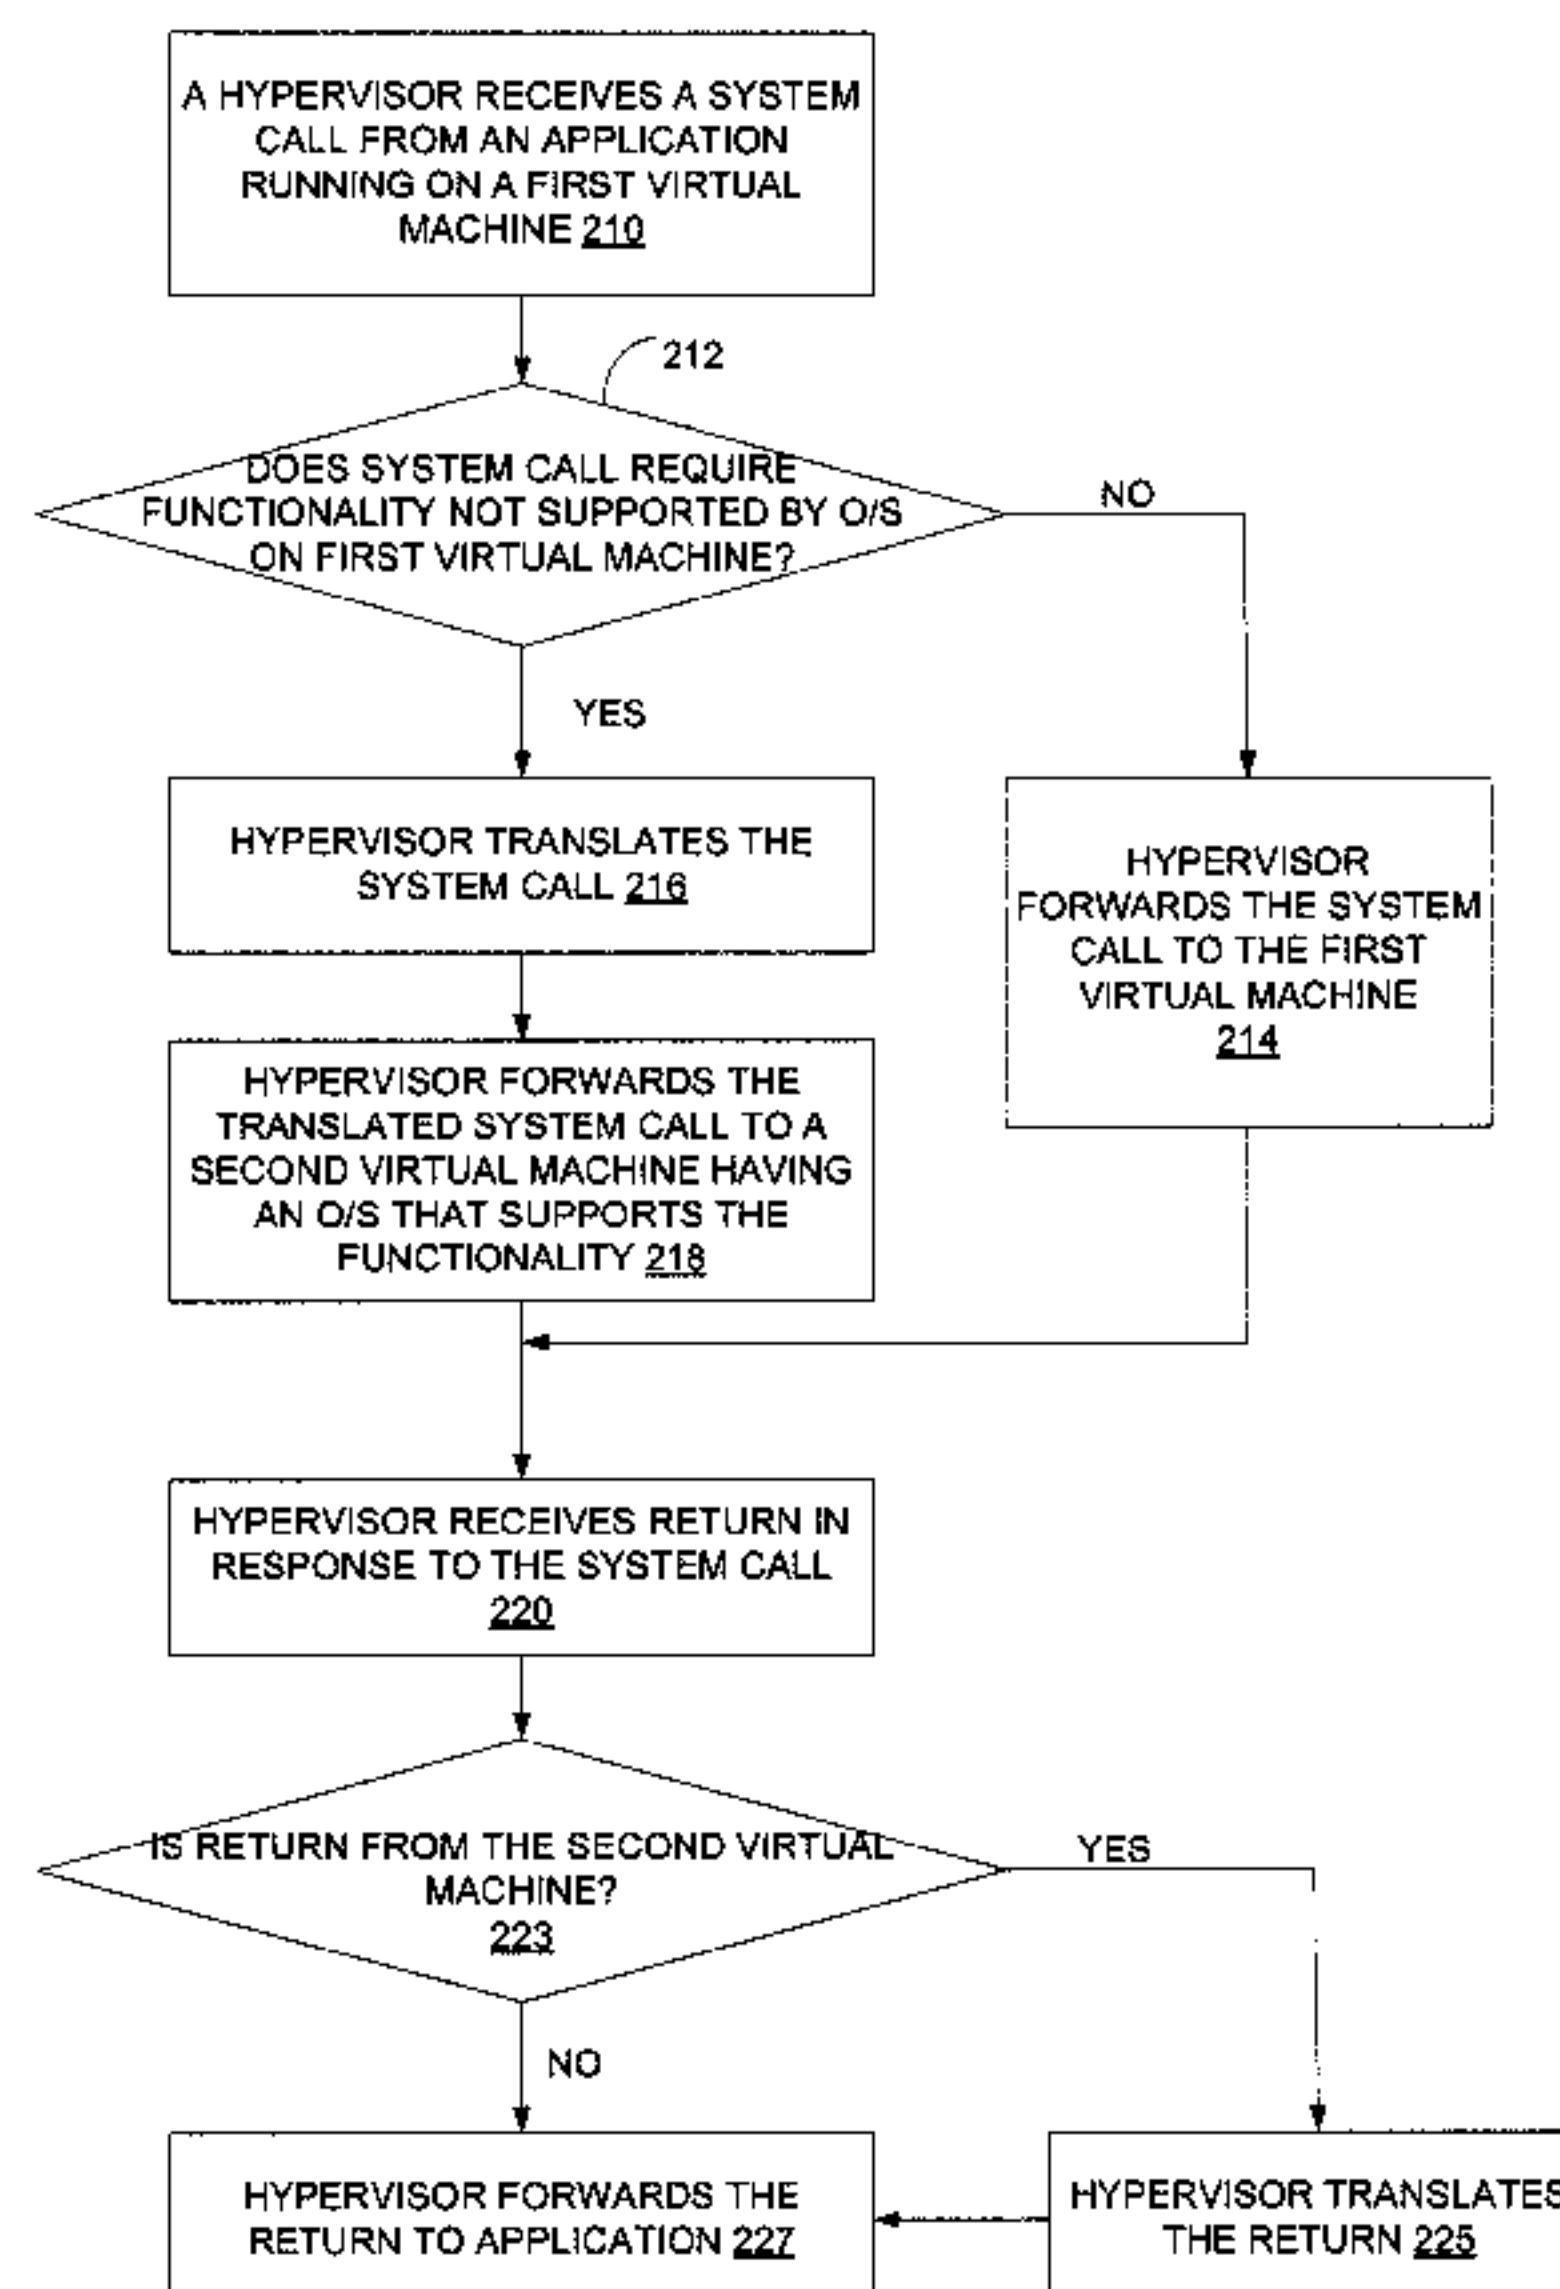 A HYPERVISOR RECEIVES A SYSTEM
CALL FROM AN APPLICATION
RUNNING ON A FIRST VIRTUAL
MACHINE 210
212
DOES SYSTEM CALL REQUIRE
FUNCTIONALITY NOT SUPPORTED BY O/S
ON FIRST VIRTUAL MACHINE?
NO
YES
HYPERVISOR TRANSLATES THE
SYSTEM CALL 216
HYPERVISOR
FORWARDS THE SYSTEM
CALL TO THE FIRST
VIRTUAL MACHINE
214
HYPERVISOR FORWARDS THE
TRANSLATED SYSTEM CALL TO A
SECOND VIRTUAL MACHINE HAVING
AN O/S THAT SUPPORTS THE
FUNCTIONALITY 218
HYPERVISOR RECEIVES RETURN IN
RESPONSE TO THE SYSTEM CALL
220
IS RETURN FROM THE SECOND VIRTUAL
MACHINE?
223
YES
NO
HYPERVISOR FORWARDS THE
RETURN TO APPLICATION 227
HYPERVISOR TRANSLATES
THE RETURN 225